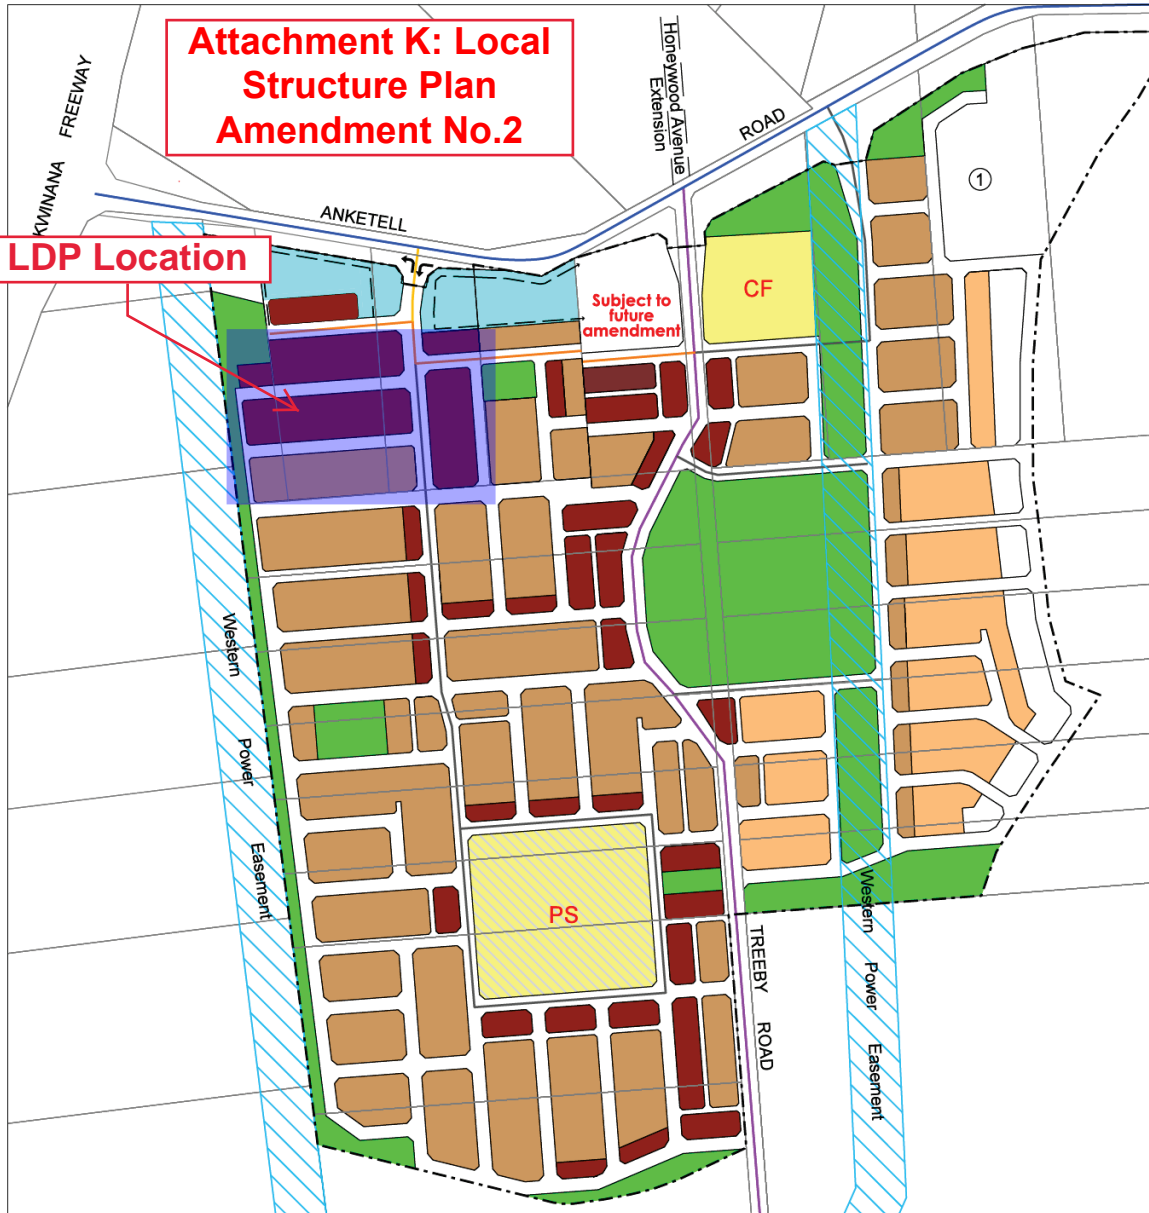 Attachment K: Local
Structure Plan
Amendment No.2
KWINANA FREEWAY
Honeywood Avenue
Extension
ROAD
ANKETELL
1
LDP Location
CF
Subject to
future
amendment
Western Power Easement
PS
TREEBY ROAD
Western Power Easement